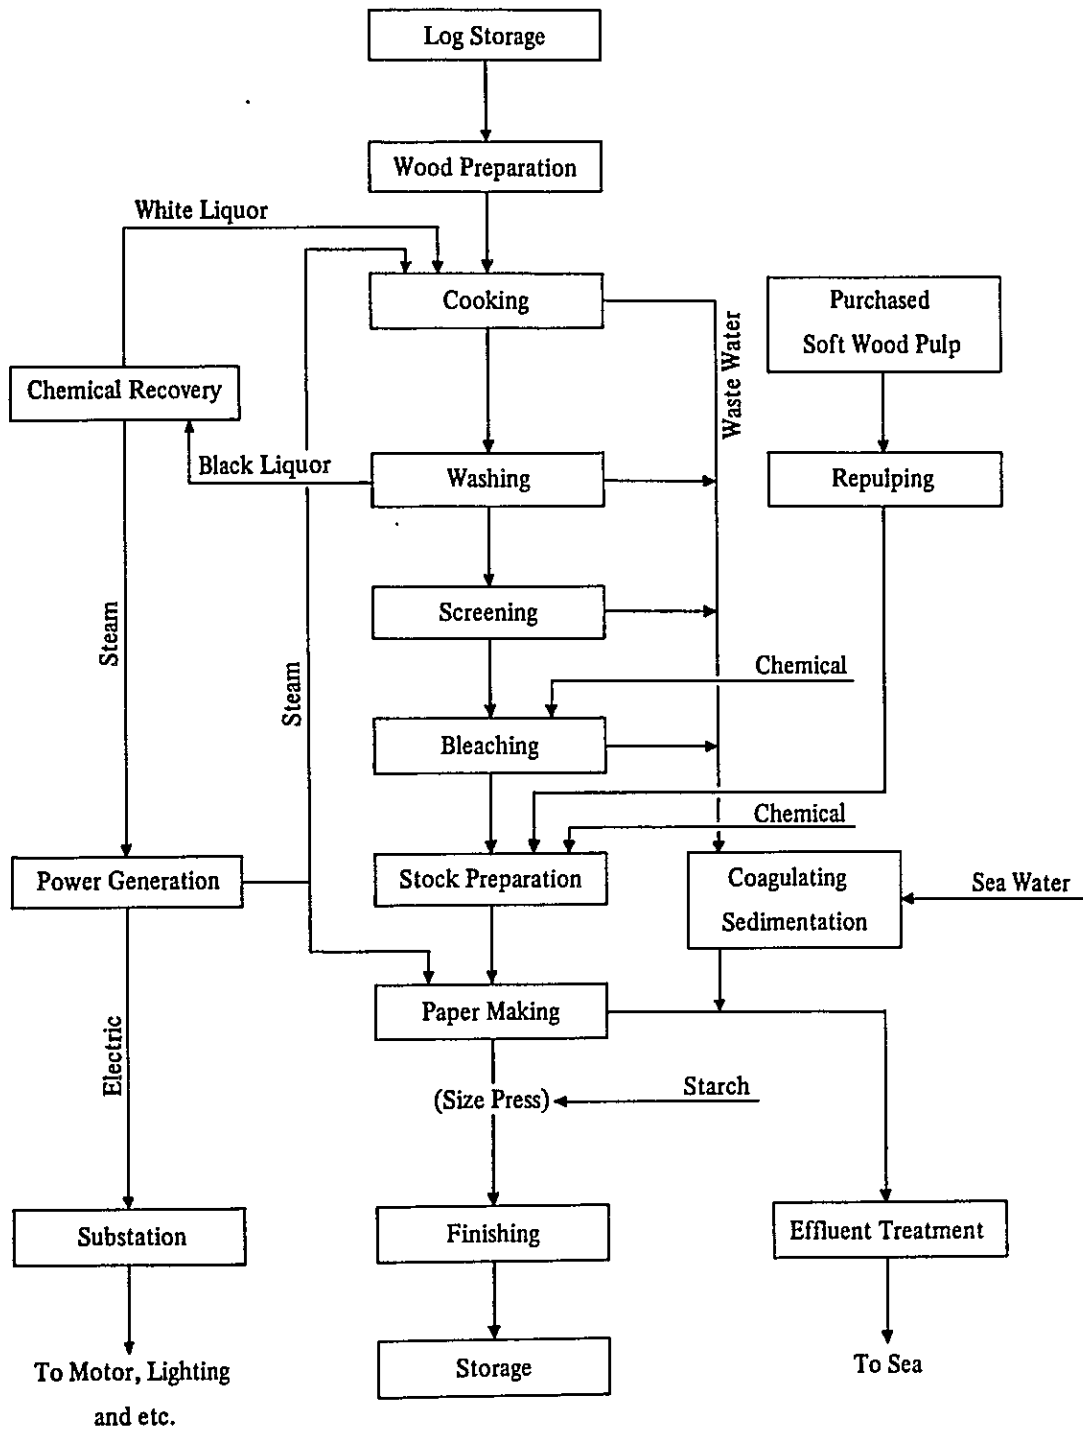 Log Storage
Wood Preparation
White Liquor
Cooking
Purchased
Soft Wood Pulp
Waste Water
Chemical Recovery
Black Liquor
Washing
Repulping
Screening
Steam
Steam
Chemical
Bleaching
Chemical
Power Generation
Stock Preparation
Coagulating
Sedimentation
Sea Water
Paper Making
Electric
(Size Press)
Starch
Substation
Finishing
Effluent Treatment
To Motor, Lighting
and etc.
Storage
To Sea